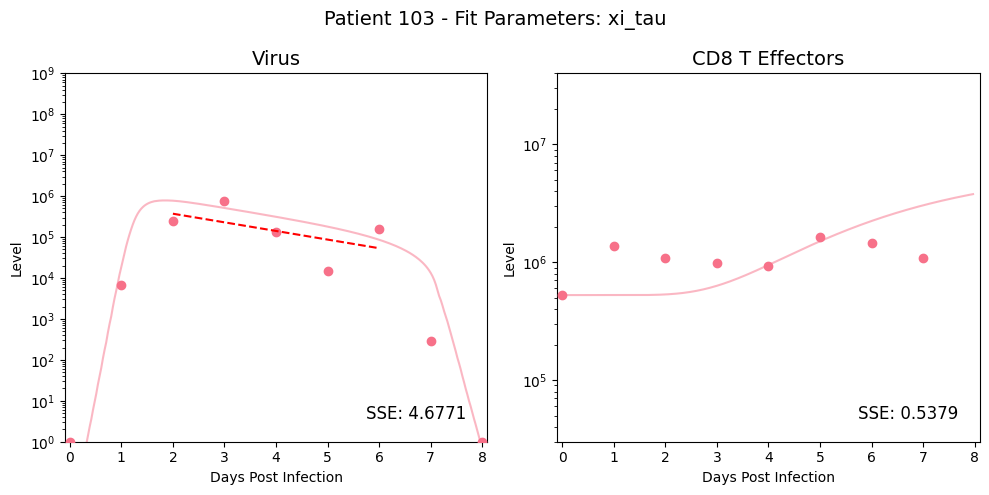 Patient 103 - Fit Parameters: xi_tau
Virus
Level
10^9
10^8
10^7
10^6
10^5
10^4
10^3
10^2
10^1
10^0
SSE: 4.6771
0 1 2 3 4 5 6 7 8
Days Post Infection
CD8 T Effectors
Level
10^7
10^6
10^5
SSE: 0.5379
0 1 2 3 4 5 6 7 8
Days Post Infection